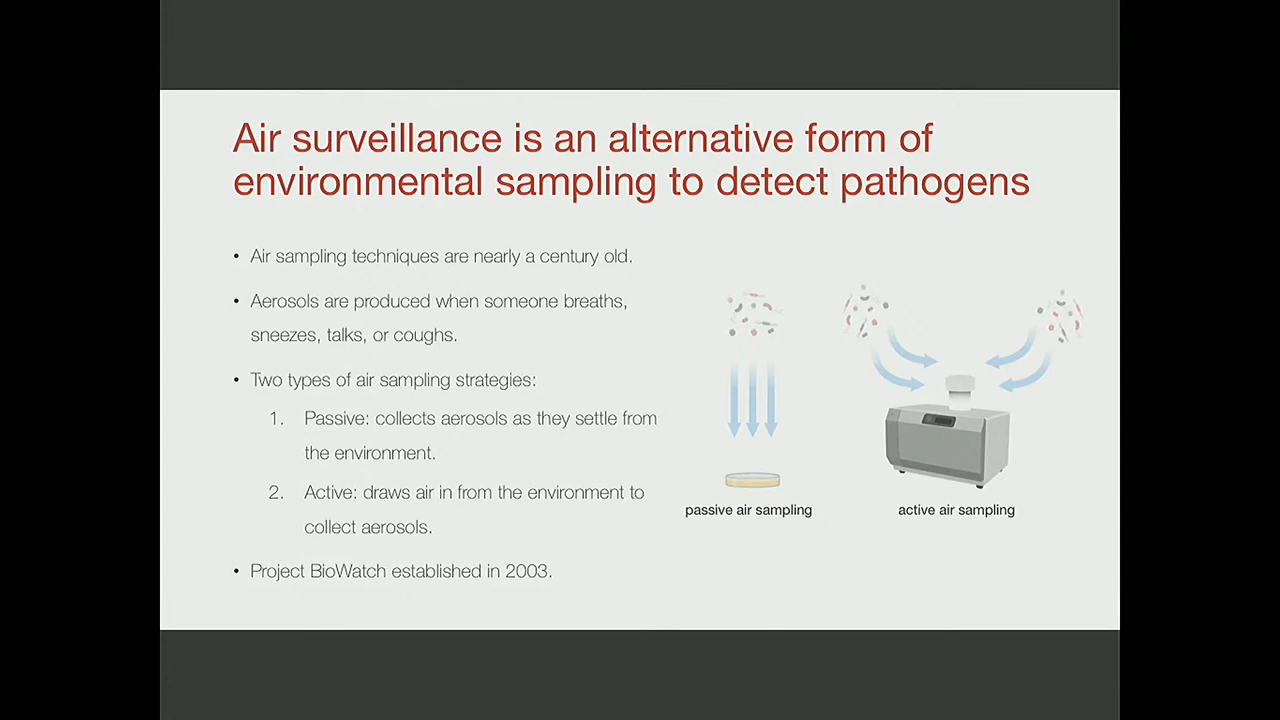 Air surveillance is an alternative form of
environmental sampling to detect pathogens
• Air sampling techniques are nearly a century old.
• Aerosols are produced when someone breaths,
sneezes, talks, or coughs.
• Two types of air sampling strategies:
1. Passive: collects aerosols as they settle from
the environment.
2. Active: draws air in from the environment to
collect aerosols.
• Project BioWatch established in 2003.
passive air sampling
active air sampling